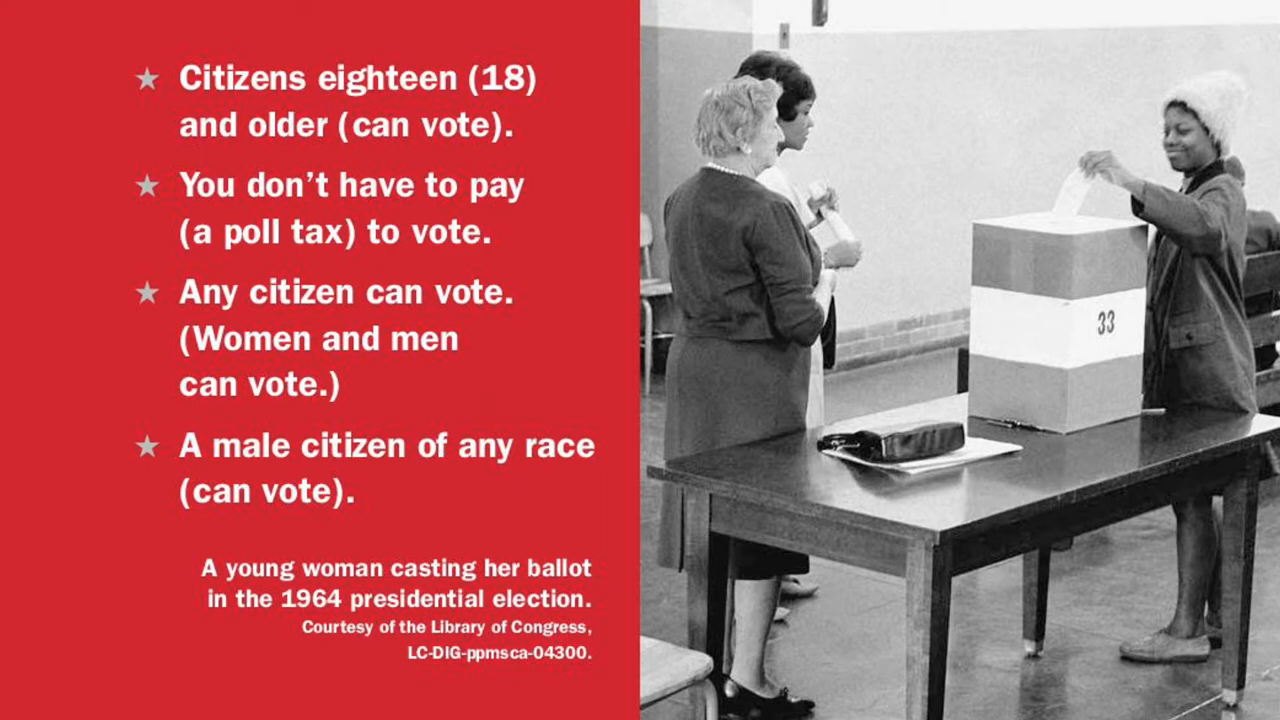 ★ Citizens eighteen (18)
and older (can vote).
★ You don’t have to pay
(a poll tax) to vote.
★ Any citizen can vote.
(Women and men
can vote.)
★ A male citizen of any race
(can vote).
A young woman casting her ballot
in the 1964 presidential election.
Courtesy of the Library of Congress,
LC-DIG-ppmsca-04300.
33